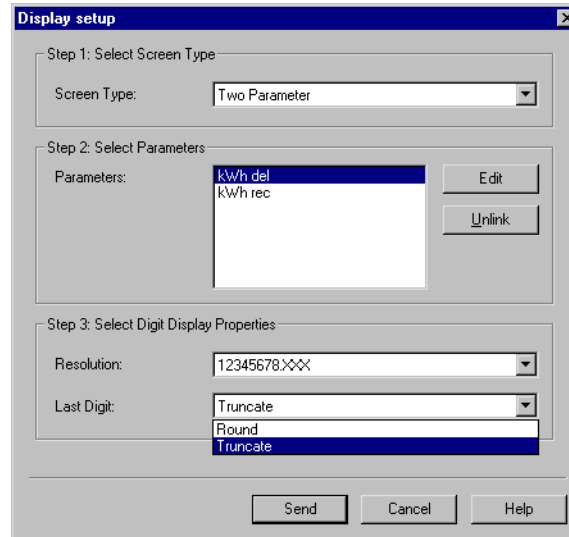 Display setup
Step 1: Select Screen Type
Screen Type: Two Parameter
Step 2: Select Parameters
Parameters: kWh del Edit
kWh rec
Unlink
Step 3: Select Digit Display Properties
Resolution: 12345678.XXX
Last Digit: Truncate
Round
Truncate
Send Cancel Help